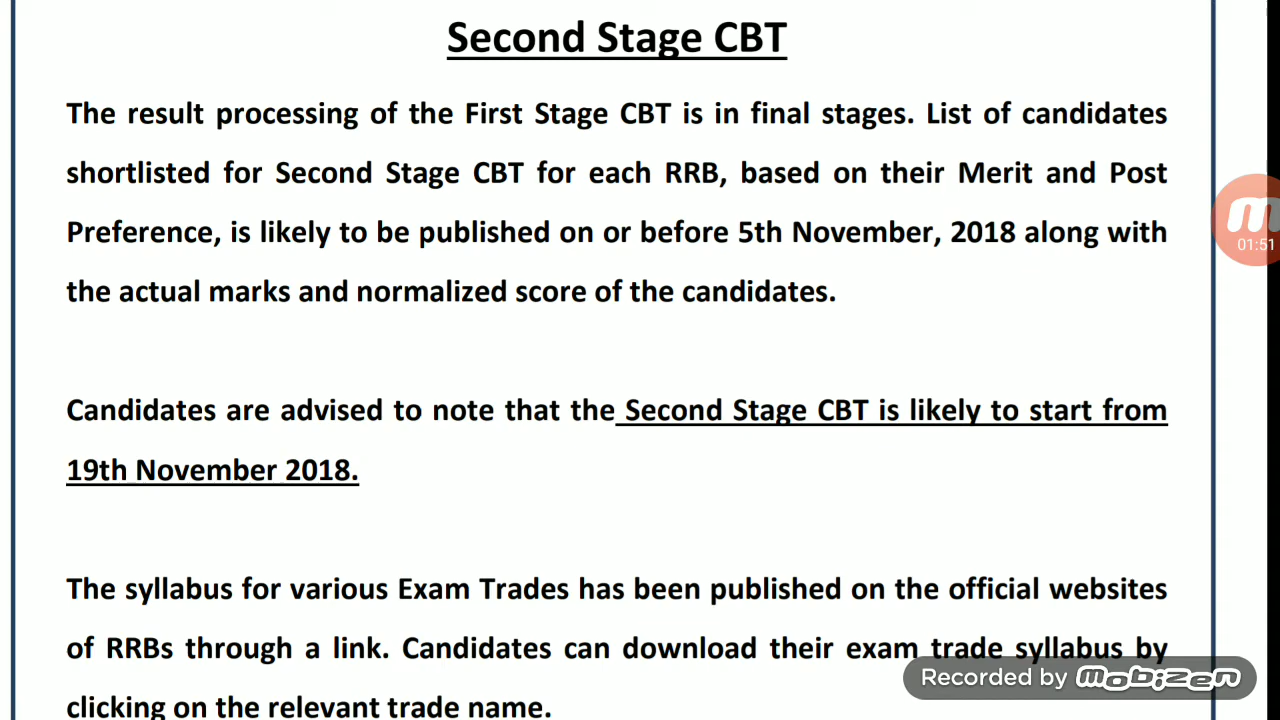 Second Stage CBT
The result processing of the First Stage CBT is in final stages. List of candidates
shortlisted for Second Stage CBT for each RRB, based on their Merit and Post
Preference, is likely to be published on or before 5th November, 2018 along with
the actual marks and normalized score of the candidates.
Candidates are advised to note that the Second Stage CBT is likely to start from
19th November 2018.
The syllabus for various Exam Trades has been published on the official websites
of RRBs through a link. Candidates can download their exam trade syllabus by
clicking on the relevant trade name.
m
01:51
Recorded by mobizen